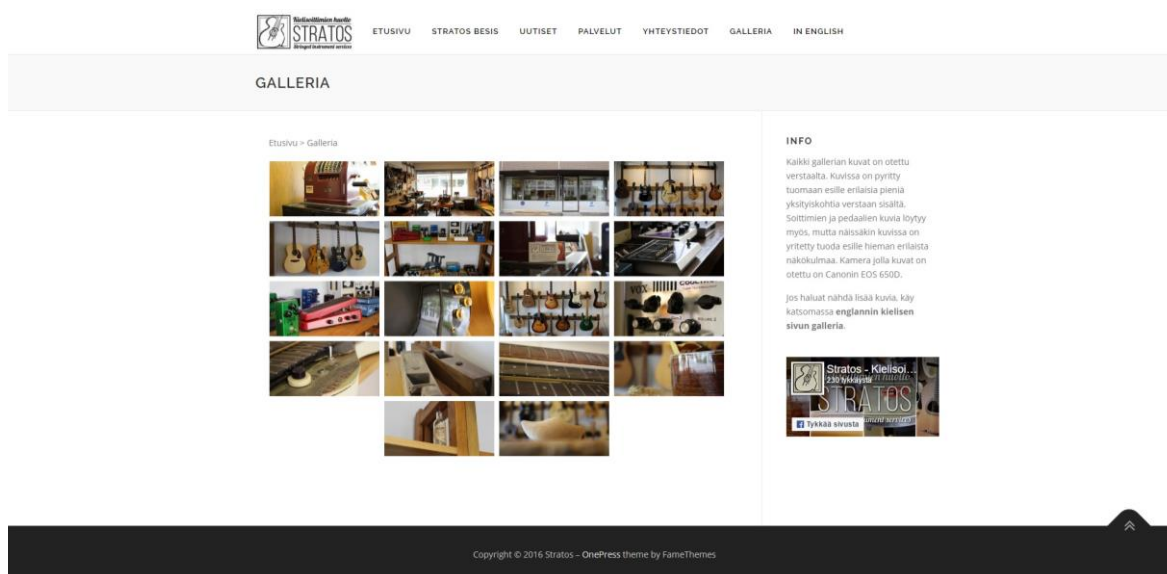 Kielisoittimien huolto
STRATOS
Stringed instrument services
ETUSIVU STRATOS BESIS UUTISET PALVELUT YHTEYSTIEDOT GALLERIA IN ENGLISH
GALLERIA
Etusivu > Galleria
INFO
Kaikki gallerian kuvat on otettu
verstaalta. Kuvissa on pyritty
tuomaan esille erilaisia pieniä
yksityiskohtia verstaan sisältä.
Soittimien ja pedaalien kuvia löytyy
myös, mutta näissäkin kuvissa on
yritetty tuoda esille hieman erilaista
näkökulmaa. Kamera jolla kuvat on
otettu on Canonin EOS 650D.
Jos haluat nähdä lisää kuvia, käy
katsomassa englannin kielisen
sivun galleria.
VOX
Stratos - Kielisoi...
230 tykkäystä
STRATOS
Tykkää sivusta
Copyright © 2016 Stratos – OnePress theme by FameThemes